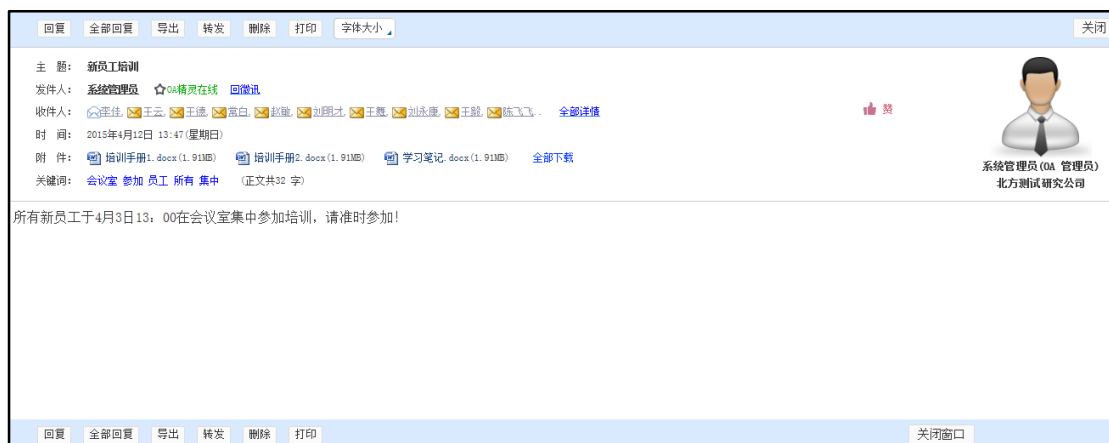 回复 全部回复 导出 转发 删除 打印 字体大小 关闭
主 题: 新员工培训
发件人: 系统管理员 OA精灵在线 回微讯
收件人: 李佳, 王云, 王德, 常白, 赵敏, 刘明才, 王巍, 刘永康, 王毅, 陈飞飞.. 全部详情
赞
时 间: 2015年4月12日 13:47(星期日)
附 件: 培训手册1.docx(1.91MB) 培训手册2.docx(1.91MB) 学习笔记.docx(1.91MB) 全部下载
关键词: 会议室 参加 员工 所有 集中 (正文共32 字)
系统管理员(OA 管理员)
北方测试研究公司
所有新员工于4月3日13：00在会议室集中参加培训，请准时参加!
回复 全部回复 导出 转发 删除 打印 关闭窗口